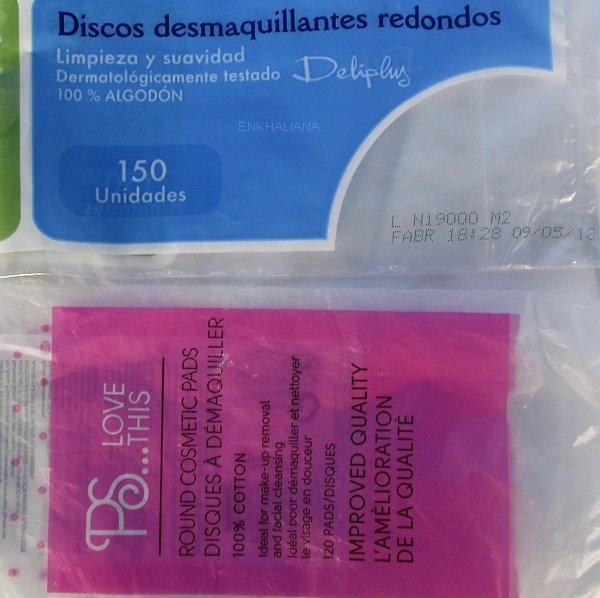 Discos desmaquillantes redondos
Limpieza y suavidad
Dermatológicamente testado
Deliplus
100 % ALGODÓN
ENKHALIANA
150
Unidades
L N19000 M2
FABR 18:28 09/05/18
PS...
LOVE
THIS
ROUND COSMETIC PADS
DISQUES À DÉMAQUILLER
100% COTTON
Ideal for make-up removal
and facial cleansing
Idéal pour démaquiller et nettoyer
le visage en douceur
120 PADS/DISQUES
IMPROVED QUALITY
L'AMÈLIORATION
DE LA QUALITÈ